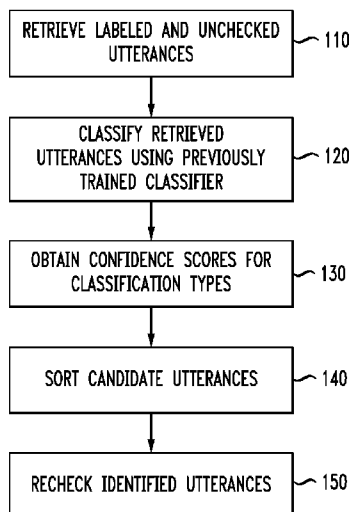 RETRIEVE LABELED AND UNCHECKED
UTTERANCES
110
CLASSIFY RETRIEVED
UTTERANCES USING PREVIOUSLY
TRAINED CLASSIFIER
120
OBTAIN CONFIDENCE SCORES FOR
CLASSIFICATION TYPES
130
SORT CANDIDATE UTTERANCES
140
RECHECK IDENTIFIED UTTERANCES
150